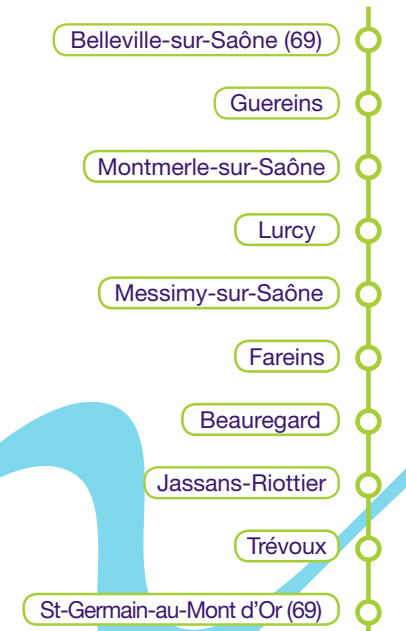 Belleville-sur-Saône (69)
Guereins
Montmerle-sur-Saône
Lurcy
Messimy-sur-Saône
Fareins
Beauregard
Jassans-Riottier
Trévoux
St-Germain-au-Mont d'Or (69)